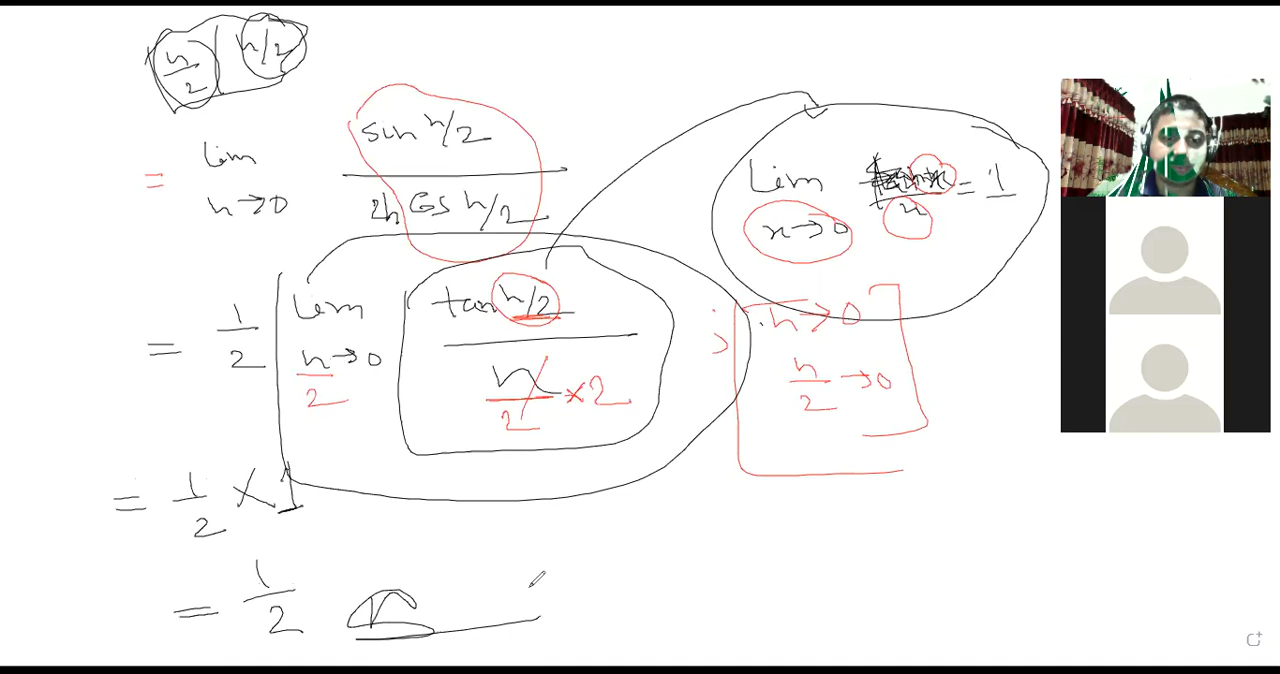 n/2 h/2
= lim h→0 sin h/2 / 2h Cos h/2
Lim x→0 x = 1
= 1/2 lim h/2→0 tan h/2 / h/2 × 2 ; h→0
h/2 → 0
= 1/2 × 1
= 1/2